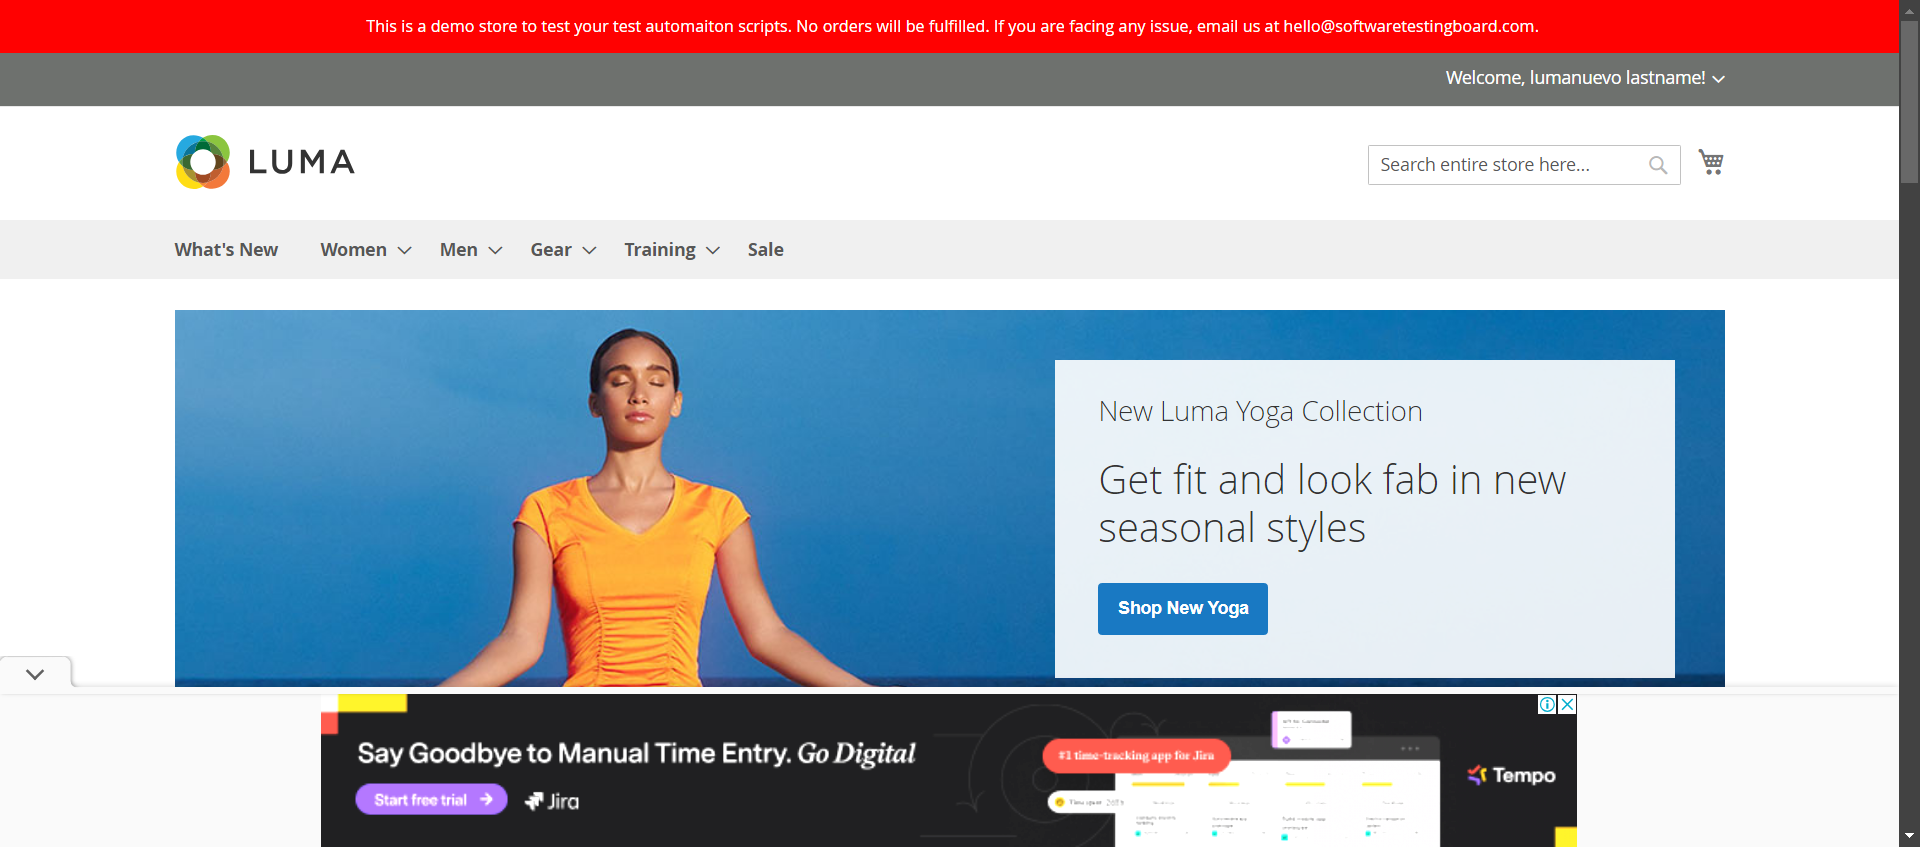 This is a demo store to test your test automaiton scripts. No orders will be fulfilled. If you are facing any issue, email us at hello@softwaretestingboard.com.
Welcome, lumanuevo lastname!
LUMA
Search entire store here...
What's New
Women
Men
Gear
Training
Sale
New Luma Yoga Collection
Get fit and look fab in new
seasonal styles
Shop New Yoga
Say Goodbye to Manual Time Entry. Go Digital
Start free trial
Jira
#1 time-tracking app for Jira
Time spent
Tempo